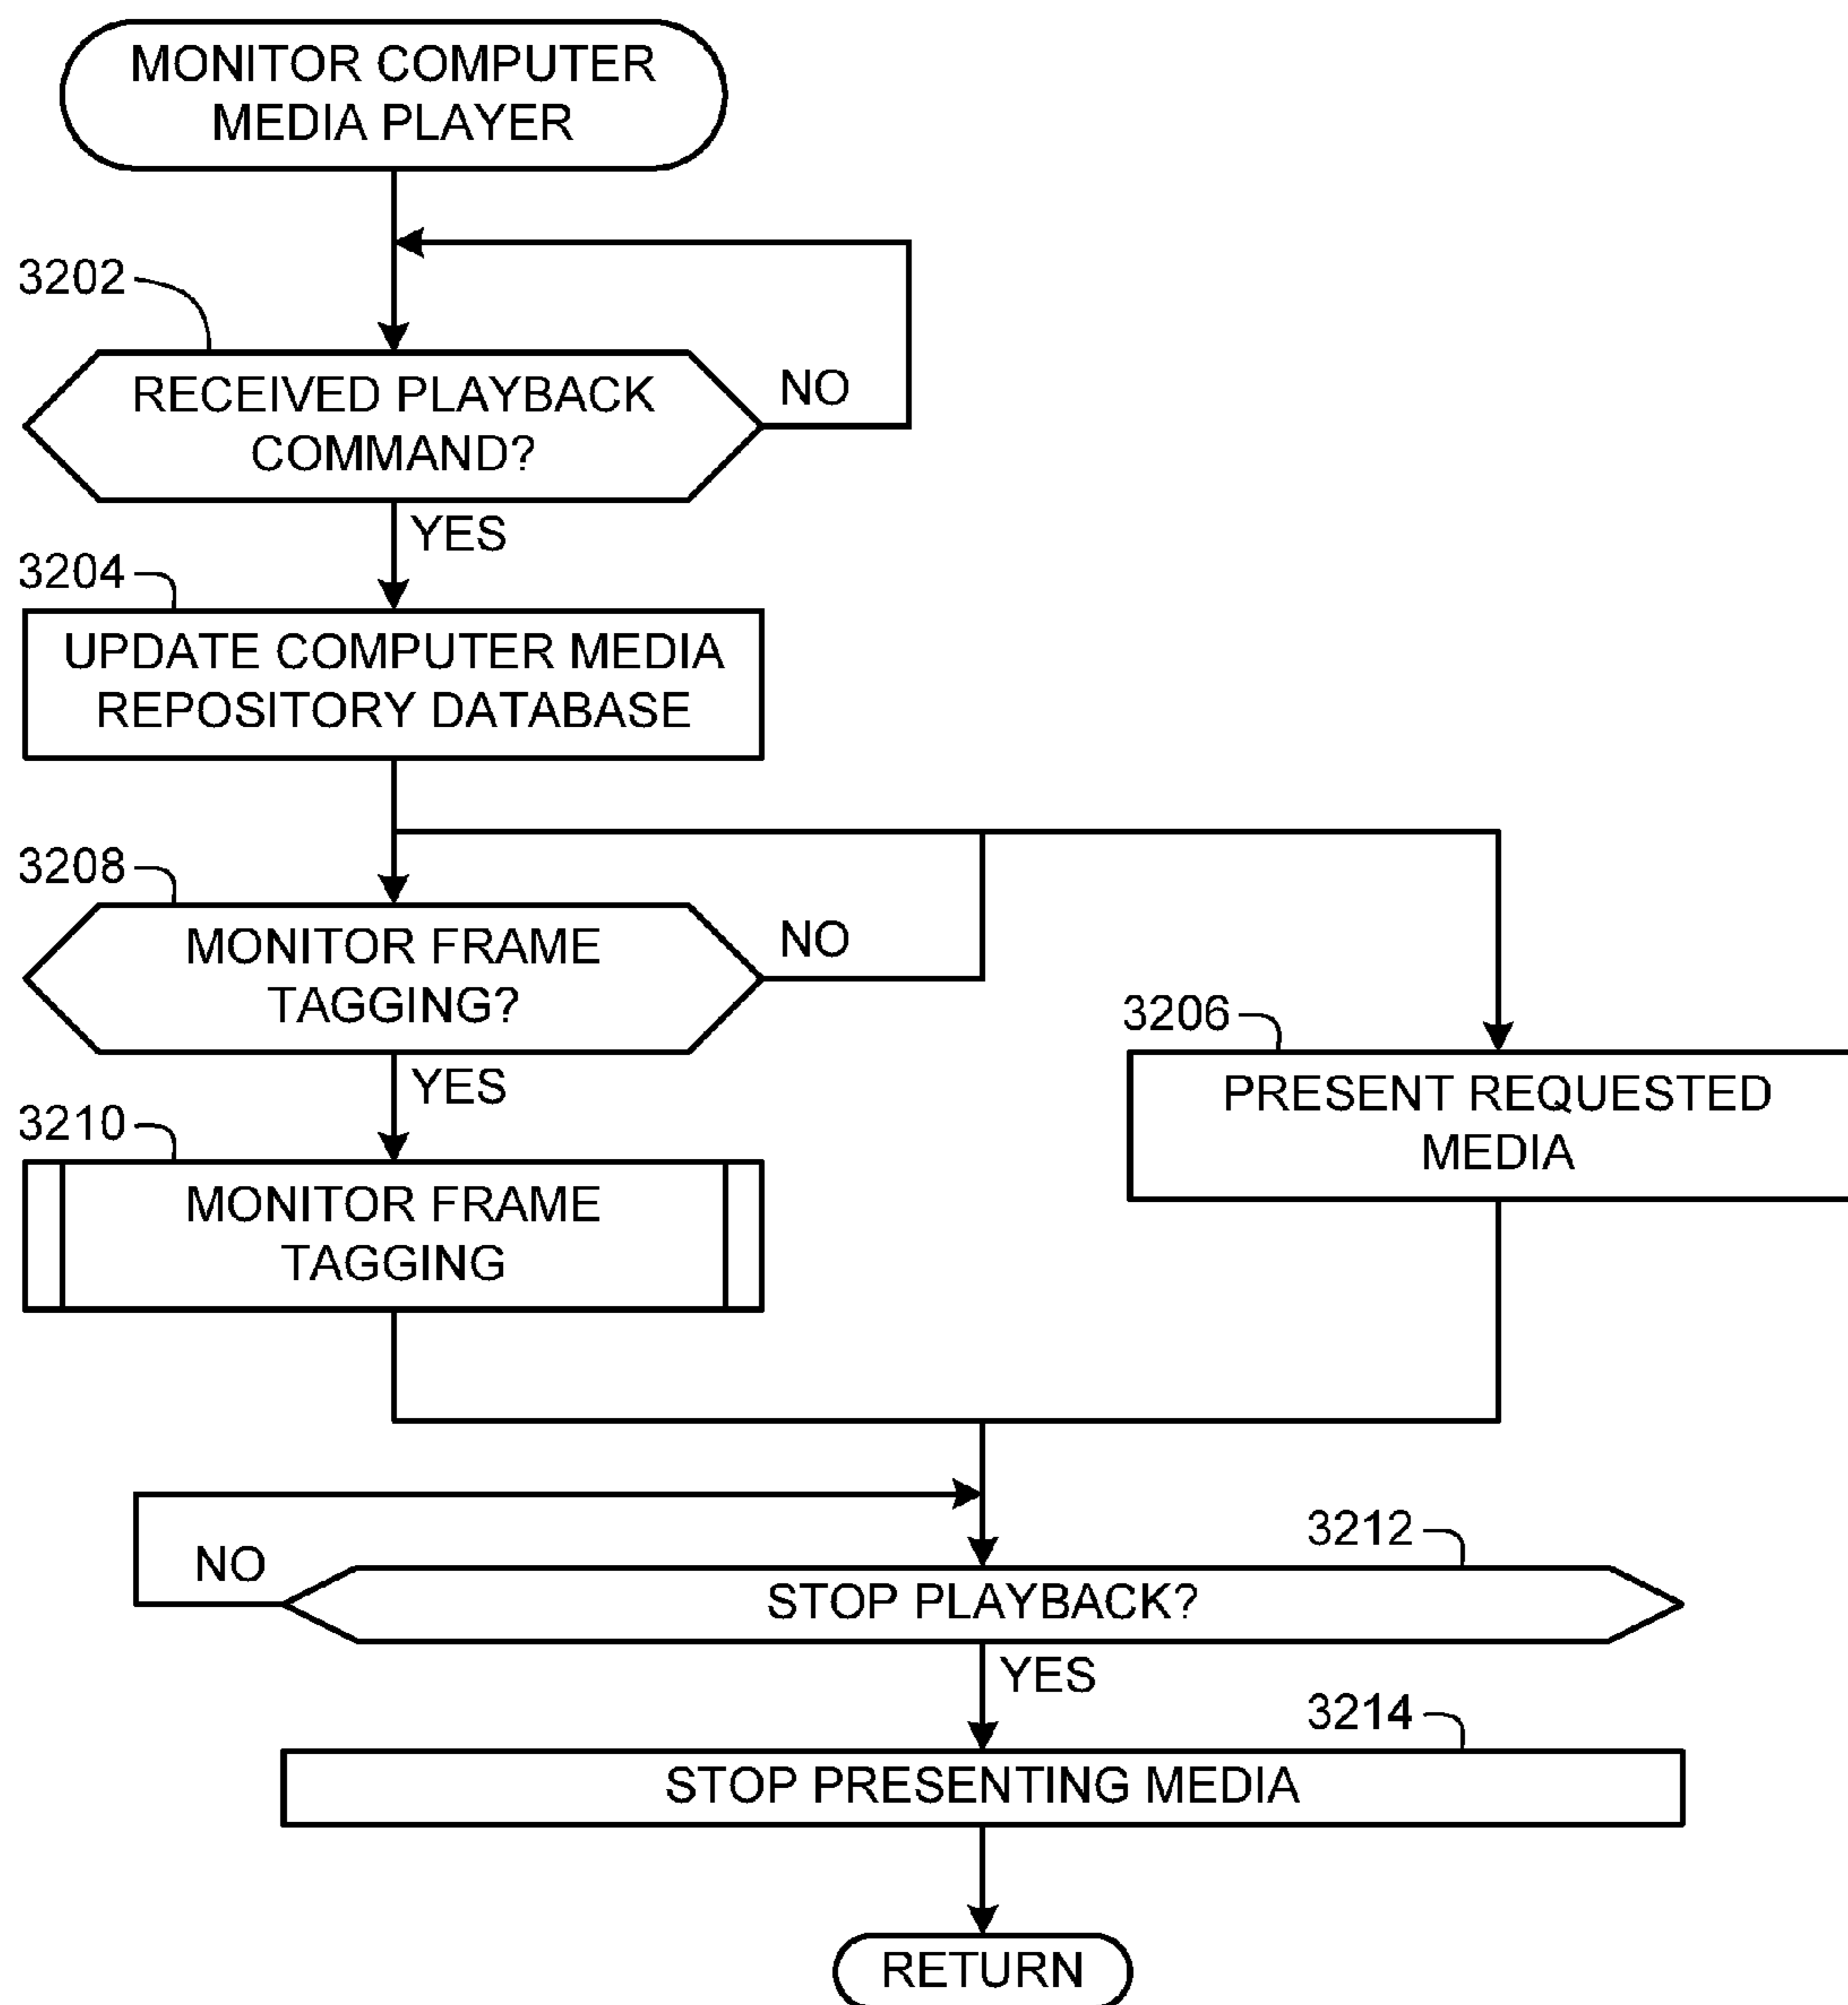 MONITOR COMPUTER
MEDIA PLAYER
3202
RECEIVED PLAYBACK
COMMAND?
NO
YES
3204
UPDATE COMPUTER MEDIA
REPOSITORY DATABASE
3208
MONITOR FRAME
TAGGING?
NO
YES
3206
PRESENT REQUESTED
MEDIA
3210
MONITOR FRAME
TAGGING
3212
NO
STOP PLAYBACK?
YES
3214
STOP PRESENTING MEDIA
RETURN